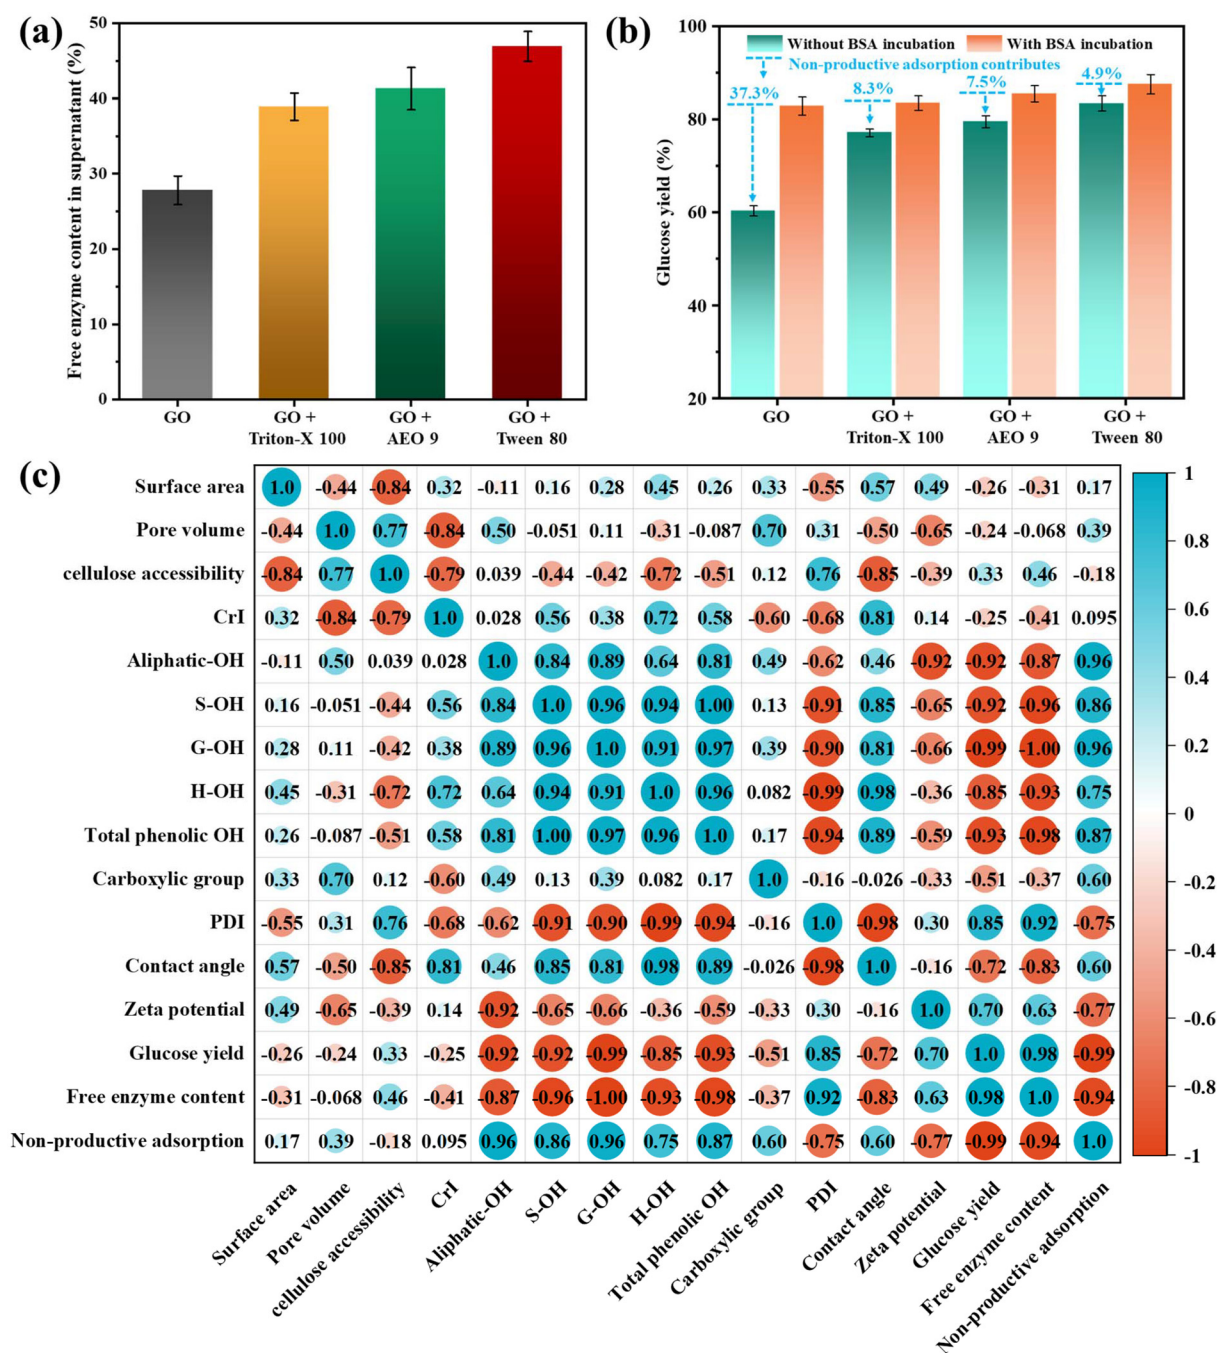 (a)
Free enzyme content in supernatant (%)
50
40
30
20
10
0
GO
GO +
Triton-X 100
GO +
AEO 9
GO +
Tween 80
(b)
Glucose yield (%)
100
80
60
40
20
Without BSA incubation
With BSA incubation
Non-productive adsorption contributes
37.3%
8.3%
7.5%
4.9%
GO
GO +
Triton-X 100
GO +
AEO 9
GO +
Tween 80
(c)
Surface area 1.0 -0.44 -0.84 0.32 -0.11 0.16 0.28 0.45 0.26 0.33 -0.55 0.57 0.49 -0.26 -0.31 0.17
Pore volume -0.44 1.0 0.77 -0.84 0.50 -0.051 0.11 -0.31 -0.087 0.70 0.31 -0.50 -0.65 -0.24 -0.068 0.39
cellulose accessibility -0.84 0.77 1.0 -0.79 0.039 -0.44 -0.42 -0.72 -0.51 0.12 0.76 -0.85 -0.39 0.33 0.46 -0.18
CrI 0.32 -0.84 -0.79 1.0 0.028 0.56 0.38 0.72 0.58 -0.60 -0.68 0.81 0.14 -0.25 -0.41 0.095
Aliphatic-OH -0.11 0.50 0.039 0.028 1.0 0.84 0.89 0.64 0.81 0.49 -0.62 0.46 -0.92 -0.92 -0.87 0.96
S-OH 0.16 -0.051 -0.44 0.56 0.84 1.0 0.96 0.94 1.00 0.13 -0.91 0.85 -0.65 -0.92 -0.96 0.86
G-OH 0.28 0.11 -0.42 0.38 0.89 0.96 1.0 0.91 0.97 0.39 -0.90 0.81 -0.66 -0.99 -1.00 0.96
H-OH 0.45 -0.31 -0.72 0.72 0.64 0.94 0.91 1.0 0.96 0.082 -0.99 0.98 -0.36 -0.85 -0.93 0.75
Total phenolic OH 0.26 -0.087 -0.51 0.58 0.81 1.00 0.97 0.96 1.0 0.17 -0.94 0.89 -0.59 -0.93 -0.98 0.87
Carboxylic group 0.33 0.70 0.12 -0.60 0.49 0.13 0.39 0.082 0.17 1.0 -0.16 -0.026 -0.33 -0.51 -0.37 0.60
PDI -0.55 0.31 0.76 -0.68 -0.62 -0.91 -0.90 -0.99 -0.94 -0.16 1.0 -0.98 0.30 0.85 0.92 -0.75
Contact angle 0.57 -0.50 -0.85 0.81 0.46 0.85 0.81 0.98 0.89 -0.026 -0.98 1.0 -0.16 -0.72 -0.83 0.60
Zeta potential 0.49 -0.65 -0.39 0.14 -0.92 -0.65 -0.66 -0.36 -0.59 -0.33 0.30 -0.16 1.0 0.70 0.63 -0.77
Glucose yield -0.26 -0.24 0.33 -0.25 -0.92 -0.92 -0.99 -0.85 -0.93 -0.51 0.85 -0.72 0.70 1.0 0.98 -0.99
Free enzyme content -0.31 -0.068 0.46 -0.41 -0.87 -0.96 -1.00 -0.93 -0.98 -0.37 0.92 -0.83 0.63 0.98 1.0 -0.94
Non-productive adsorption 0.17 0.39 -0.18 0.095 0.96 0.86 0.96 0.75 0.87 0.60 -0.75 0.60 -0.77 -0.99 -0.94 1.0
Surface area
Pore volume
cellulose accessibility
CrI
Aliphatic-OH
S-OH
G-OH
H-OH
Total phenolic OH
Carboxylic group
PDI
Contact angle
Zeta potential
Glucose yield
Free enzyme content
Non-productive adsorption
1
0.8
0.6
0.4
0.2
0
-0.2
-0.4
-0.6
-0.8
-1